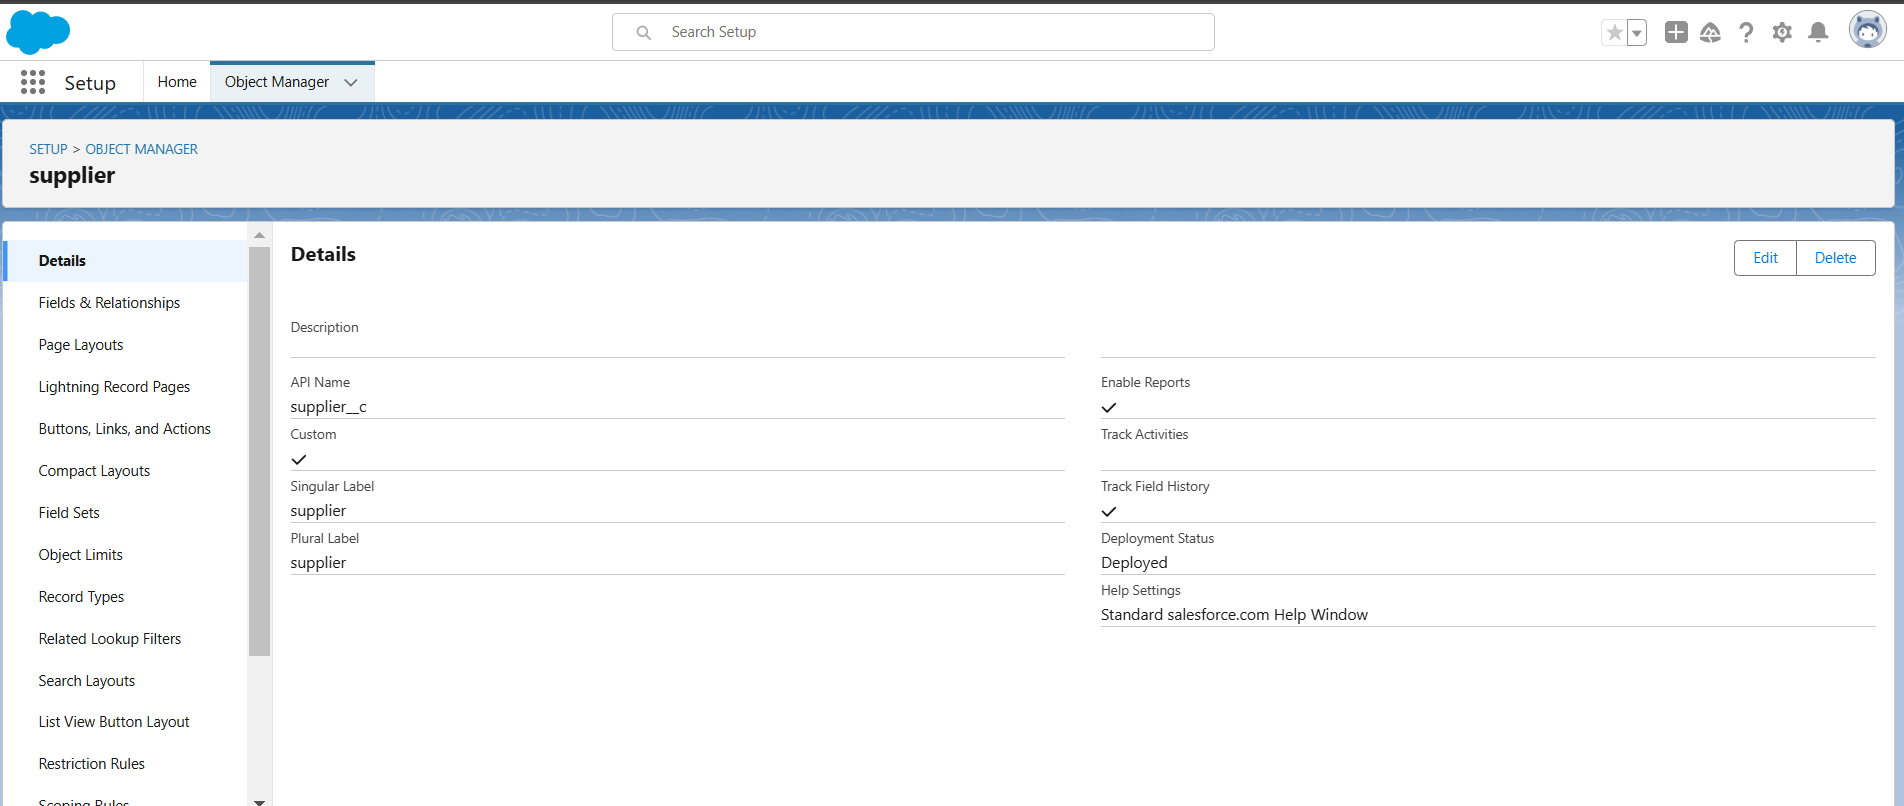 Search Setup
Setup
Home
Object Manager
SETUP > OBJECT MANAGER
supplier
Details
Fields & Relationships
Page Layouts
Lightning Record Pages
Buttons, Links, and Actions
Compact Layouts
Field Sets
Object Limits
Record Types
Related Lookup Filters
Search Layouts
List View Button Layout
Restriction Rules
Scoping Rules
Details
Edit
Delete
Description
API Name
supplier__c
Custom
Singular Label
supplier
Plural Label
supplier
Enable Reports
Track Activities
Track Field History
Deployment Status
Deployed
Help Settings
Standard salesforce.com Help Window